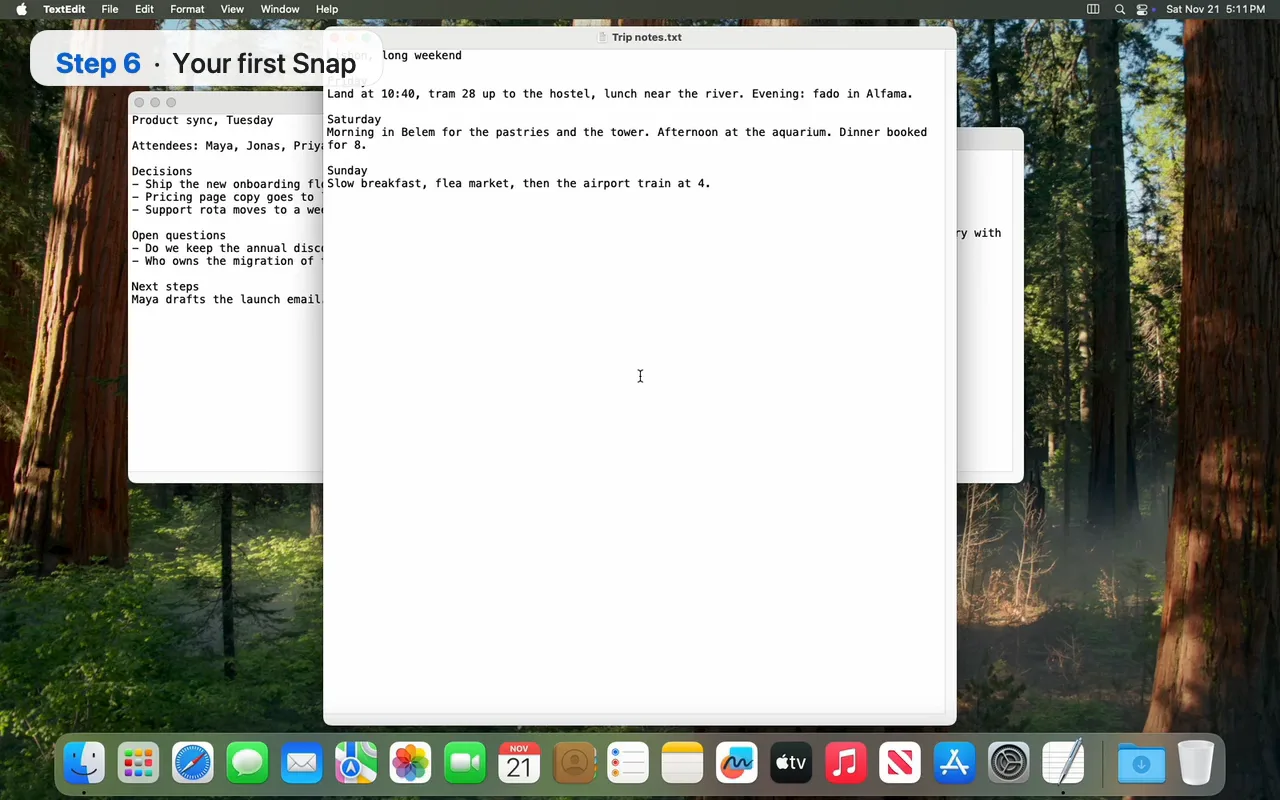 TextEdit File Edit Format View Window Help
Sat Nov 21 5:11 PM
Step 6 · Your first Snap
Trip notes.txt
long weekend
Land at 10:40, tram 28 up to the hostel, lunch near the river. Evening: fado in Alfama.
Saturday
Morning in Belem for the pastries and the tower. Afternoon at the aquarium. Dinner booked
for 8.
Sunday
Slow breakfast, flea market, then the airport train at 4.
Product sync, Tuesday
Attendees: Maya, Jonas,
Decisions
- Ship the new onboarding
- Pricing page copy goes to
- Support rota moves to a
Open questions
- Do we keep the annual
- Who owns the migration of
Next steps
Maya drafts the launch email
with
NOV
21
tv